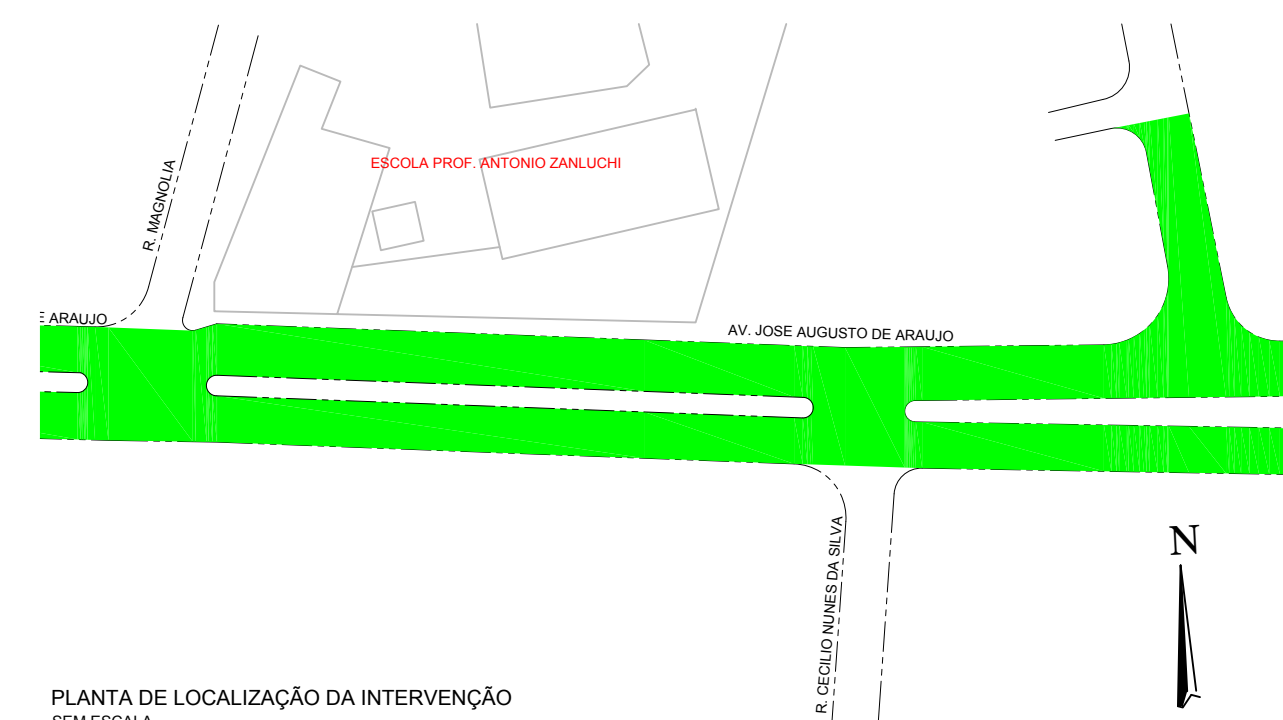 R. MAGNOLIA
ESCOLA PROF. ANTONIO ZANLUCHI
E ARAUJO
AV. JOSE AUGUSTO DE ARAUJO
R. CECILIO NUNES DA SILVA
N
PLANTA DE LOCALIZAÇÃO DA INTERVENÇÃO
SEM ESCALA